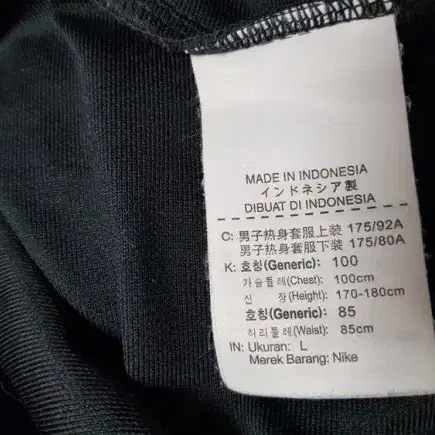 MADE IN INDONESIA
インドネシア製
DIBUAT DI INDONESIA
C: 男子热身套服上装 175/92A
男子热身套服下装 175/80A
K: 호칭(Generic): 100
가슴둘레(Chest): 100cm
신 장(Height): 170-180cm
호칭(Generic): 85
허리둘레(Waist): 85cm
IN: Ukuran: L
Merek Barang: Nike